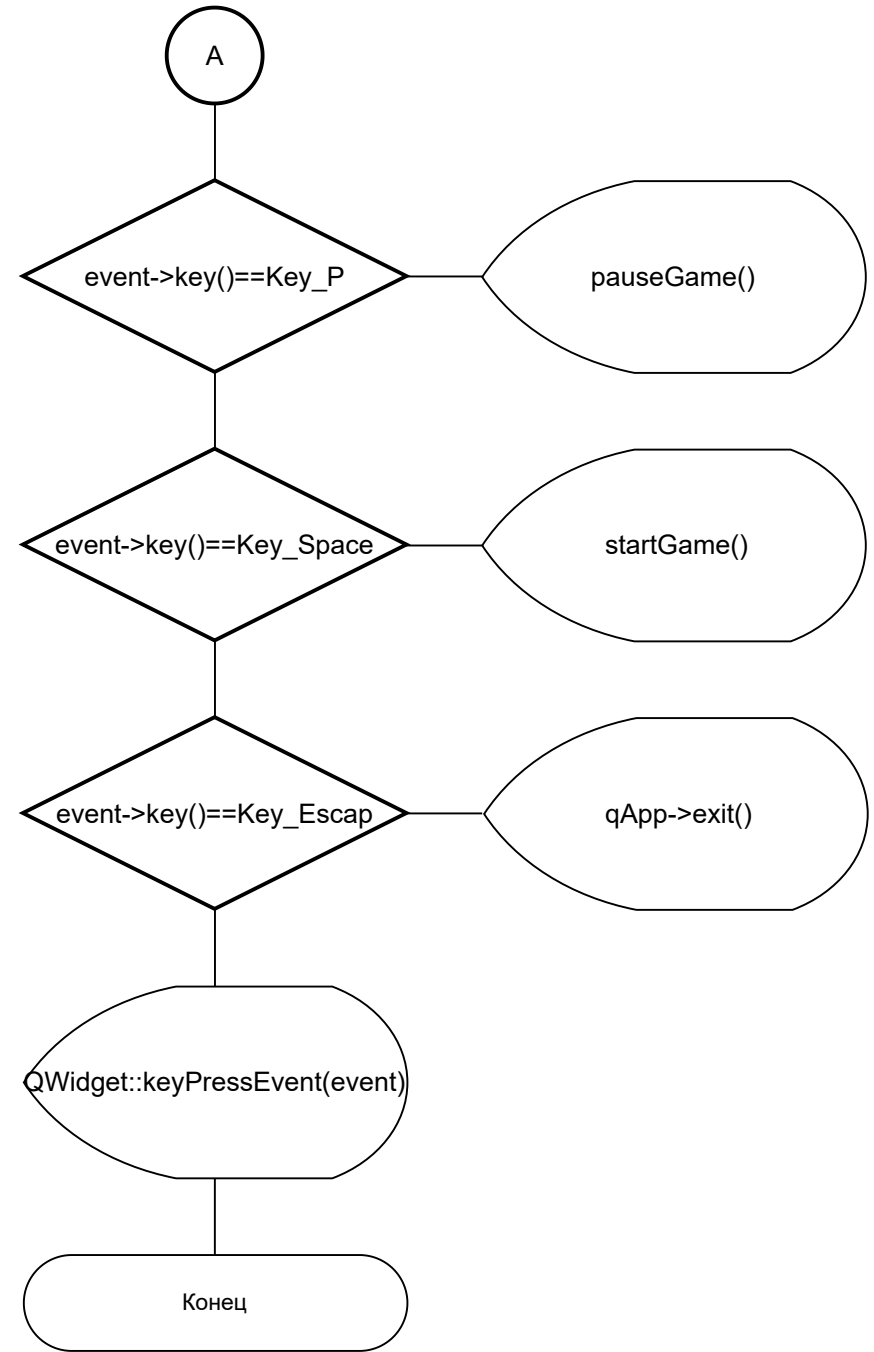 A
event->key()==Key_P
pauseGame()
event->key()==Key_Space
startGame()
event->key()==Key_Escap
qApp->exit()
QWidget::keyPressEvent(event)
Конец